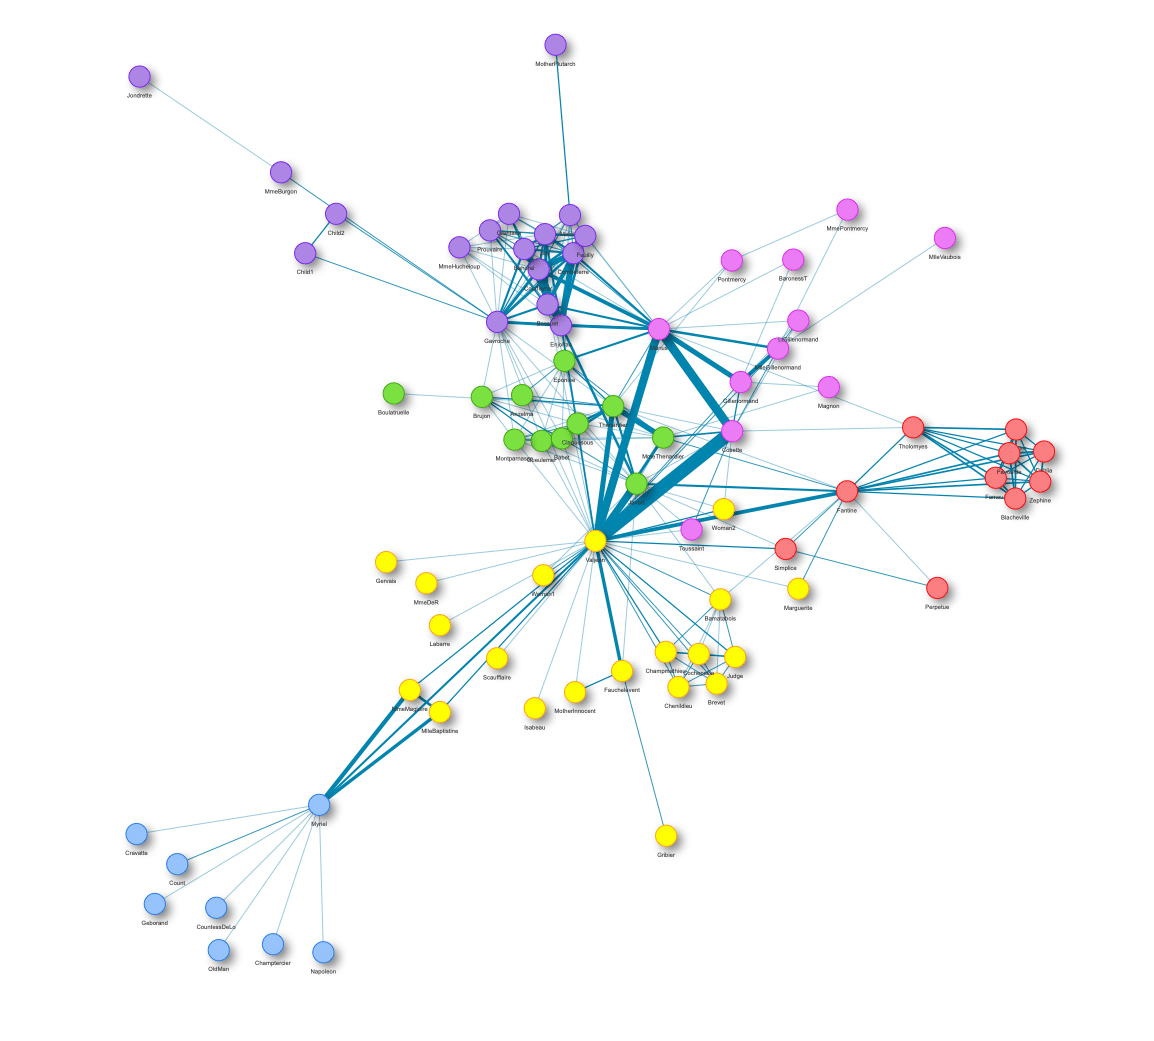 MotherPlutarch
Jondrette
MmeBurgon
Child2
MmePontmercy
Prouvaire
Feuilly
MmeHucheloup
Combeferre
MlleVaubois
Child1
Pontmercy
BaronessT
Gavroche
Enjolras
LtGillenormand
MlleGillenormand
Eponine
Gillenormand
Magnon
Boulatruelle
Brujon
Anzelma
Thenardier
Claquesous
Tholomyes
Cosette
MmeThenardier
Montparnasse
Gueulemer
Babet
Dahlia
Zephine
Fantine
Blacheville
Woman2
Toussaint
Valjean
Simplice
Gervais
Woman1
MmeDeR
Perpetue
Marguerite
Bamatabois
Labarre
Champmathieu
Cochepaille
Judge
Scaufflaire
Fauchelevent
Chenildieu
Brevet
MmeMagloire
MotherInnocent
Isabeau
MlleBaptistine
Myriel
Cravatte
Gribier
Count
Geborand
CountessDeLo
OldMan
Champtercier
Napoleon